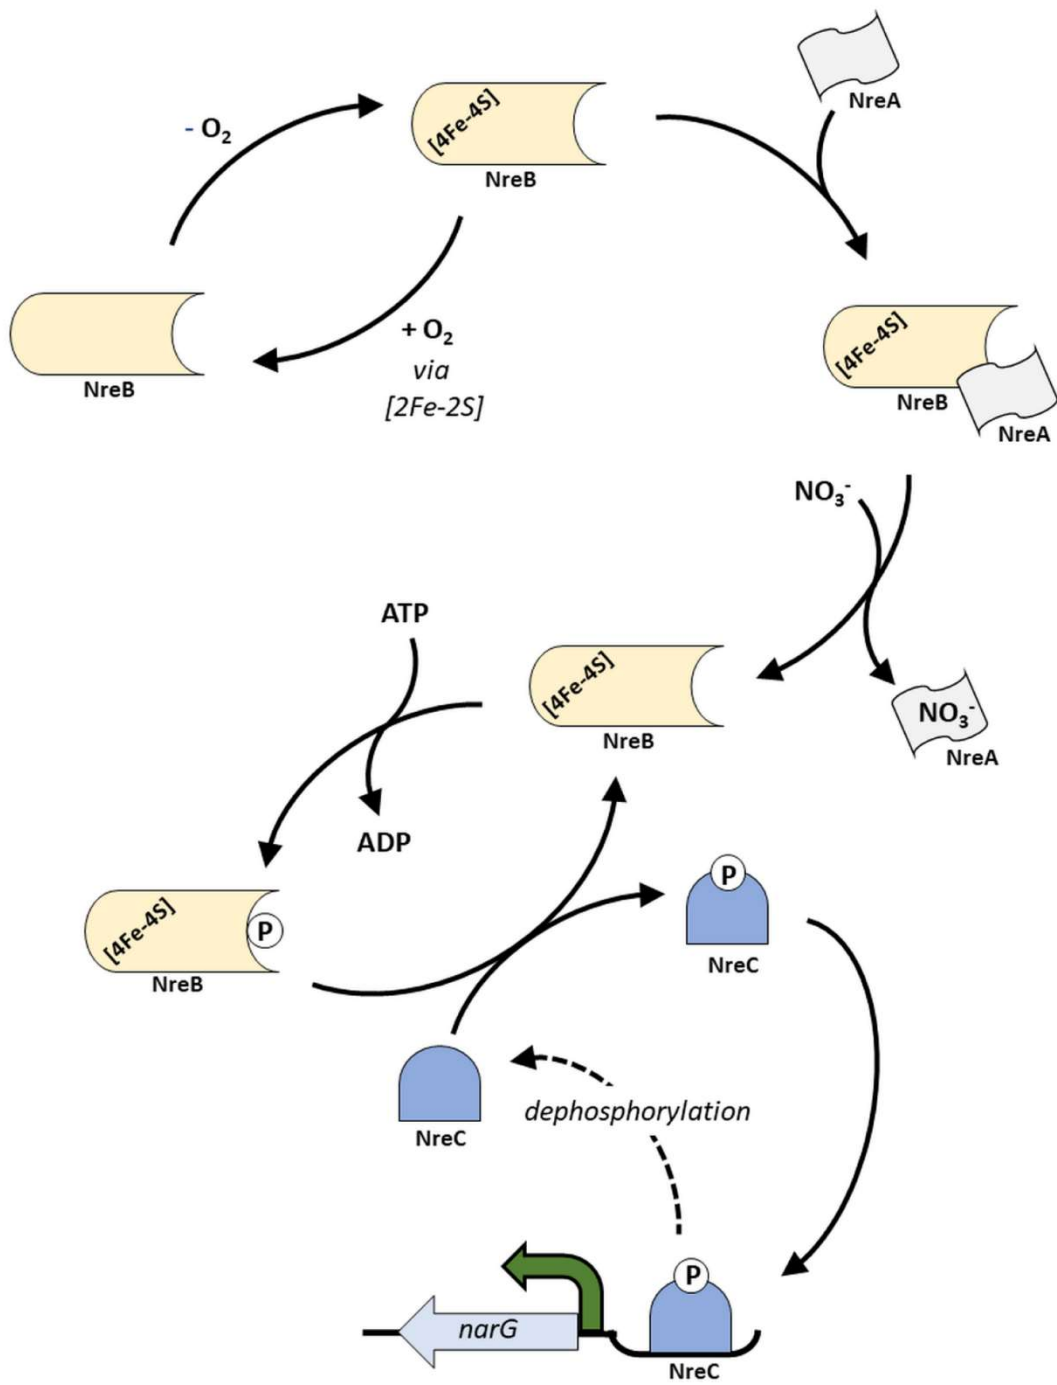 NreA
- O₂
[4Fe-4S]
NreB
+ O₂
via
[2Fe-2S]
NreB
[4Fe-4S]
NreB
NreA
NO₃⁻
NO₃⁻
NreA
ATP
[4Fe-4S]
NreB
ADP
[4Fe-4S]
P
NreB
P
NreC
NreC
dephosphorylation
P
narG
NreC